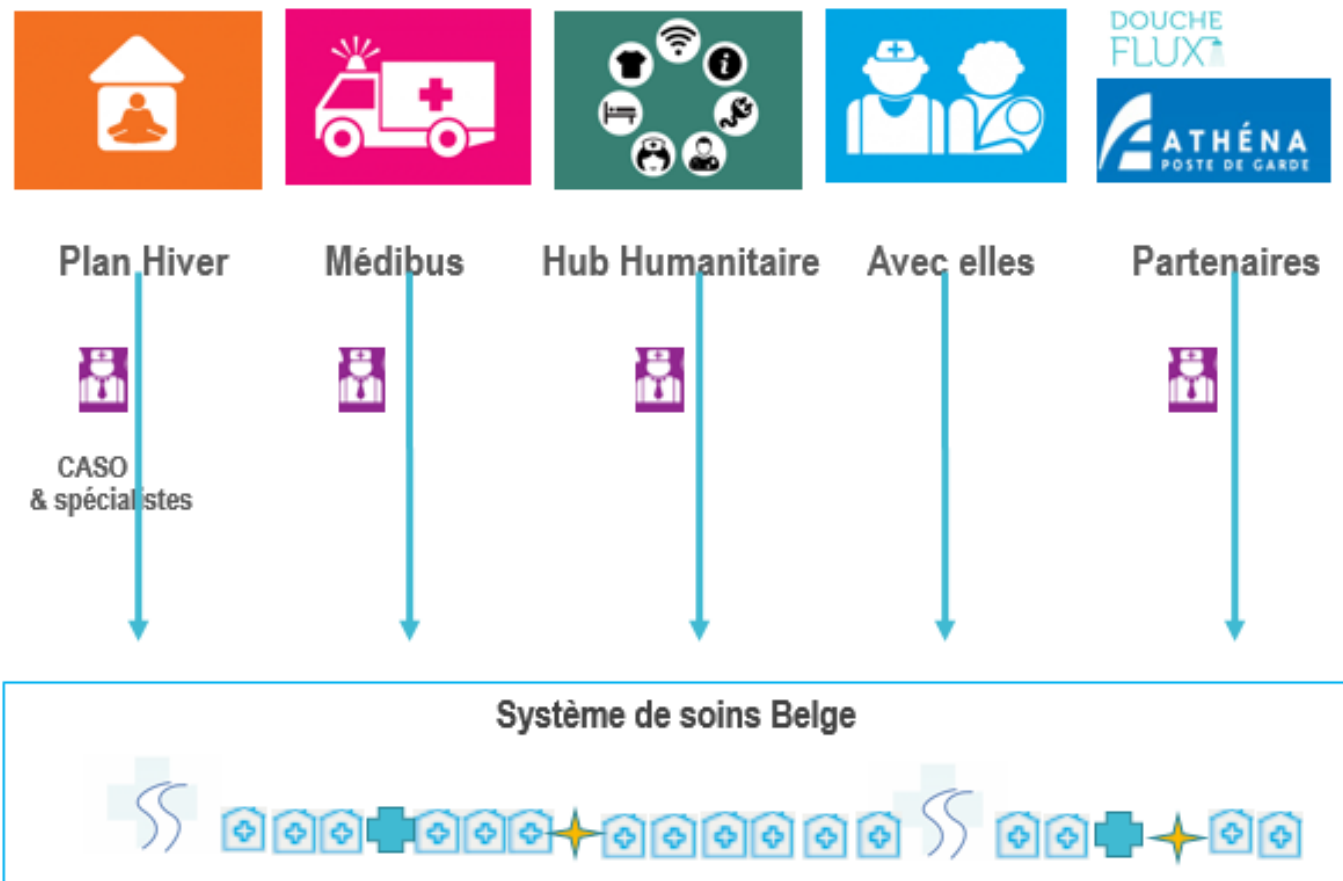 DOUCHE
FLUX
ATHÉNA
POSTE DE GARDE
Plan Hiver
Médibus
Hub Humanitaire
Avec elles
Partenaires
CASO
& spécialistes
Système de soins Belge